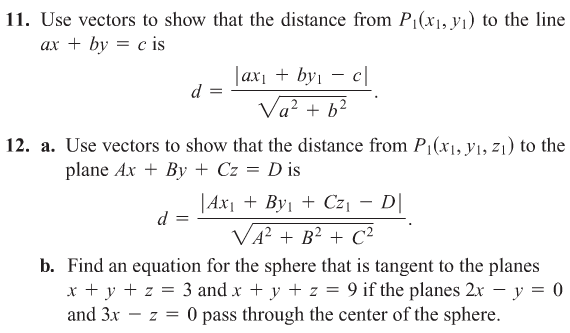 11. Use vectors to show that the distance from P₁(x₁, y₁) to the line
ax + by = c is
d = |ax₁ + by₁ − c| / √(a² + b²).
12. a. Use vectors to show that the distance from P₁(x₁, y₁, z₁) to the
plane Ax + By + Cz = D is
d = |Ax₁ + By₁ + Cz₁ − D| / √(A² + B² + C²).
b. Find an equation for the sphere that is tangent to the planes
x + y + z = 3 and x + y + z = 9 if the planes 2x − y = 0
and 3x − z = 0 pass through the center of the sphere.